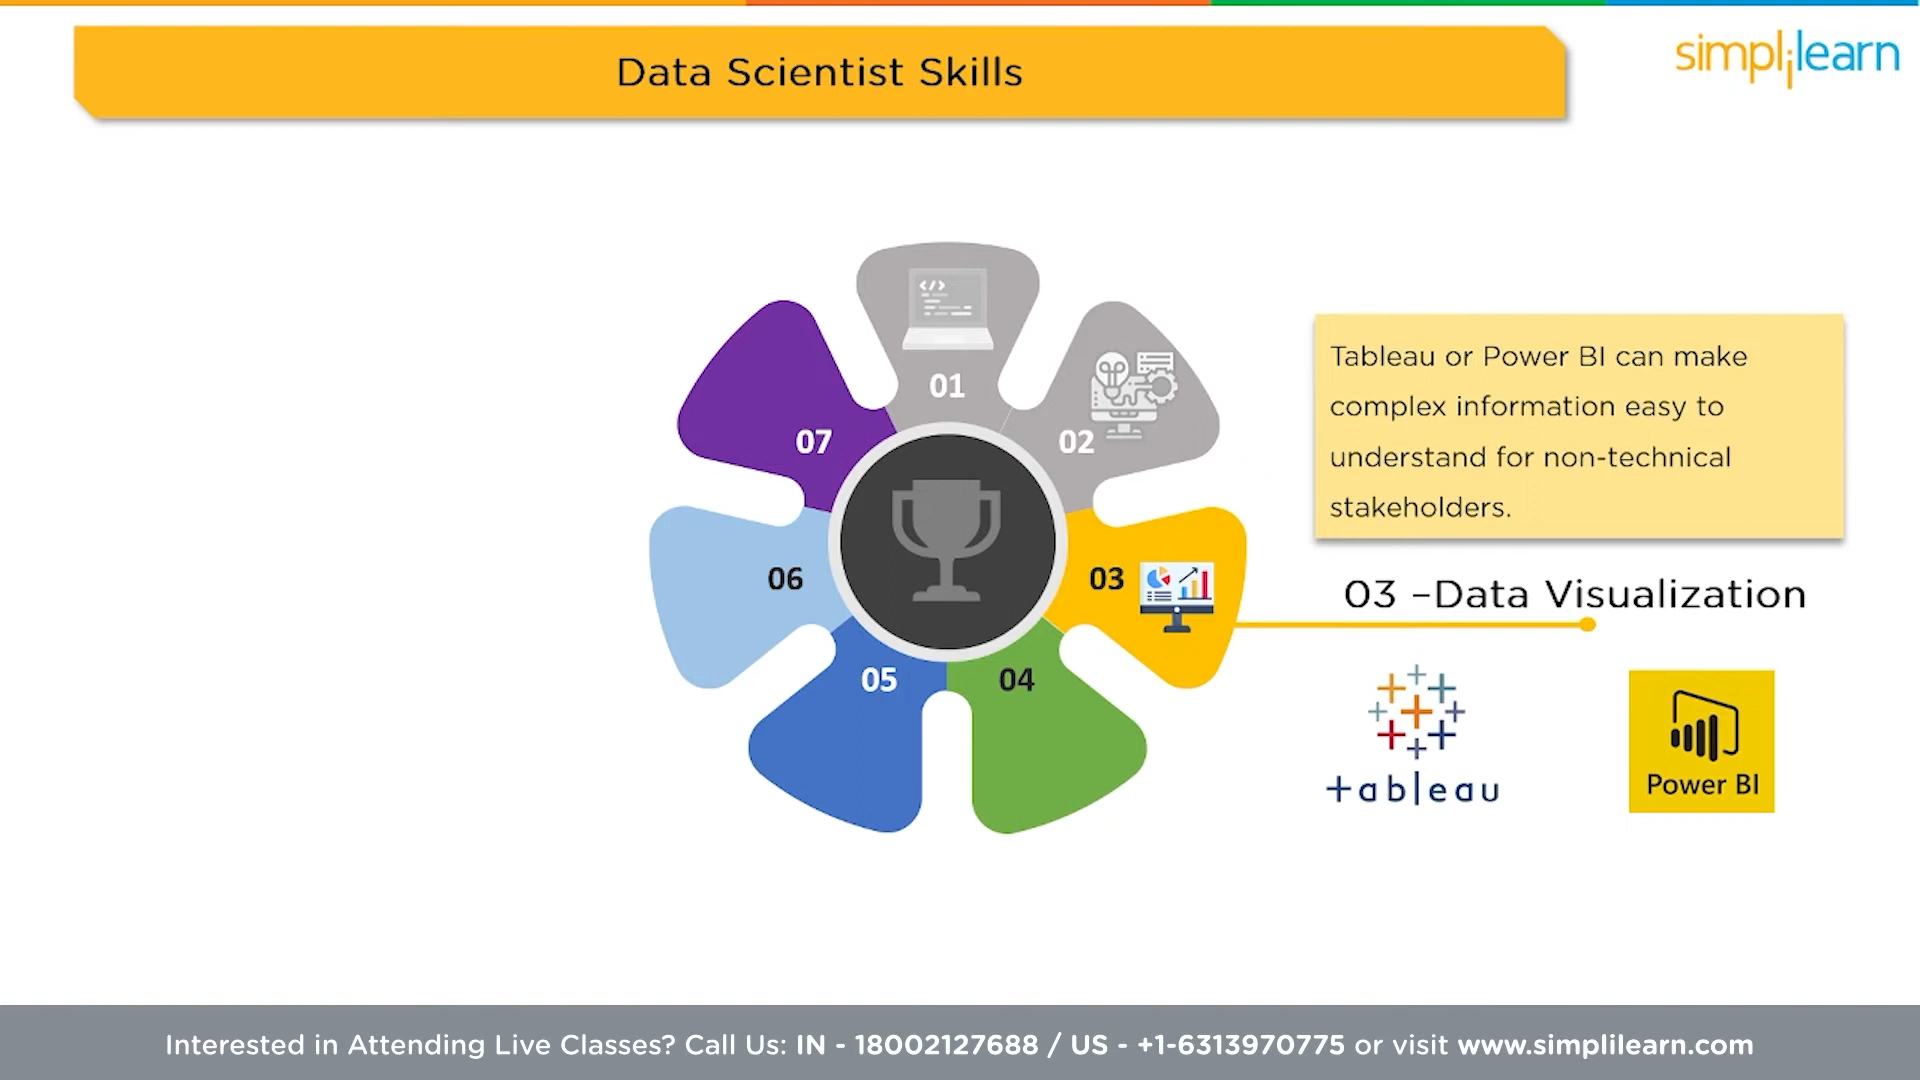 Data Scientist Skills
simplilearn
</>
01
02
03
04
05
06
07
Tableau or Power BI can make
complex information easy to
understand for non-technical
stakeholders.
03 –Data Visualization
+ableau
Power BI
Interested in Attending Live Classes? Call Us: IN - 18002127688 / US - +1-6313970775 or visit www.simplilearn.com